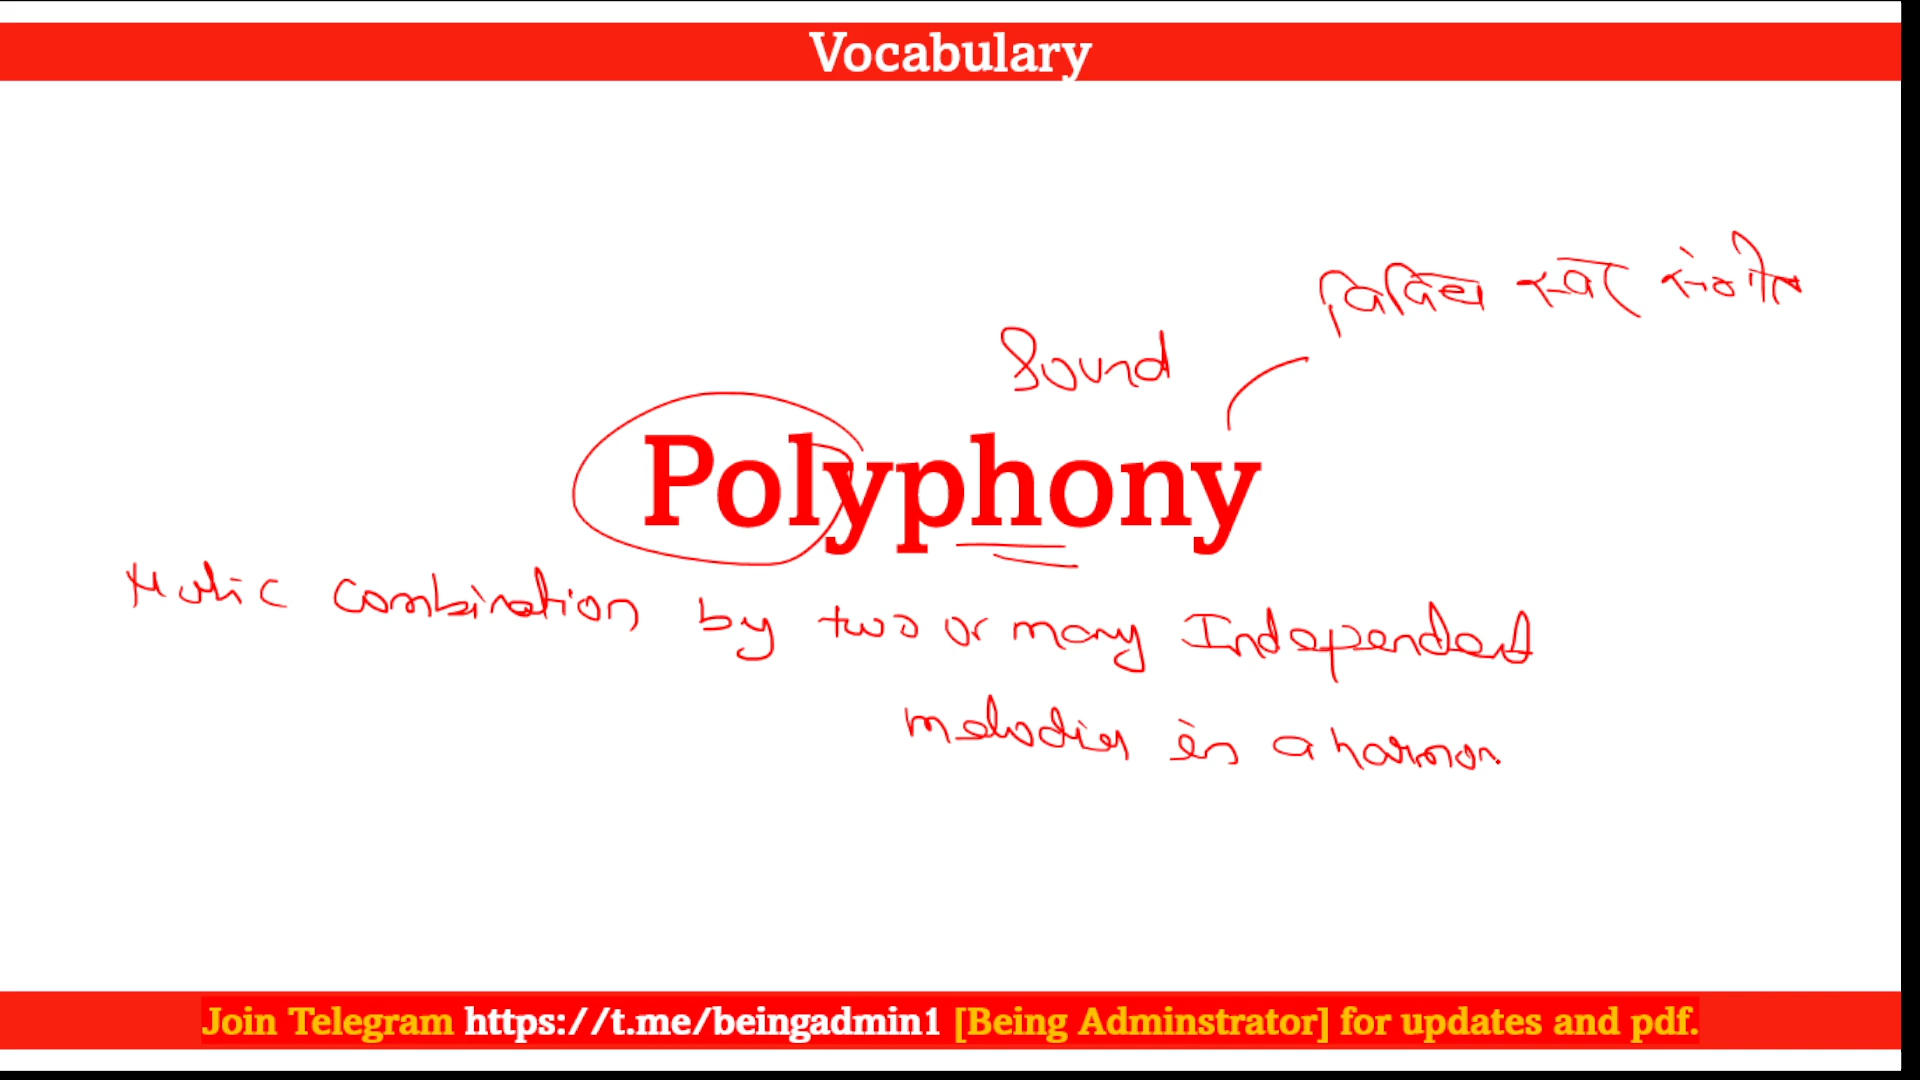 Vocabulary
विविध स्वर संगीत
Sound
Polyphony
Music combination by two or many Independent
melodies in a harmon
Join Telegram https://t.me/beingadmin1 [Being Adminstrator] for updates and pdf.